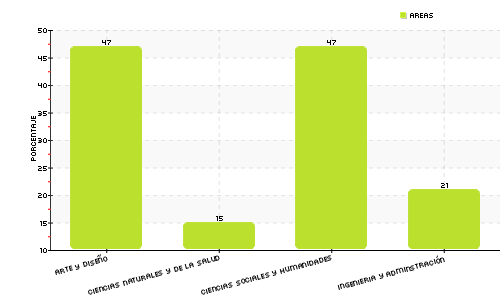 AREAS
50
45
40
35
30
25
20
15
10
PORCENTAJE
47
15
47
21
ARTE Y DISEÑO
CIENCIAS NATURALES Y DE LA SALUD
CIENCIAS SOCIALES Y HUMANIDADES
INGENIERIA Y ADMINSTRACIÓN